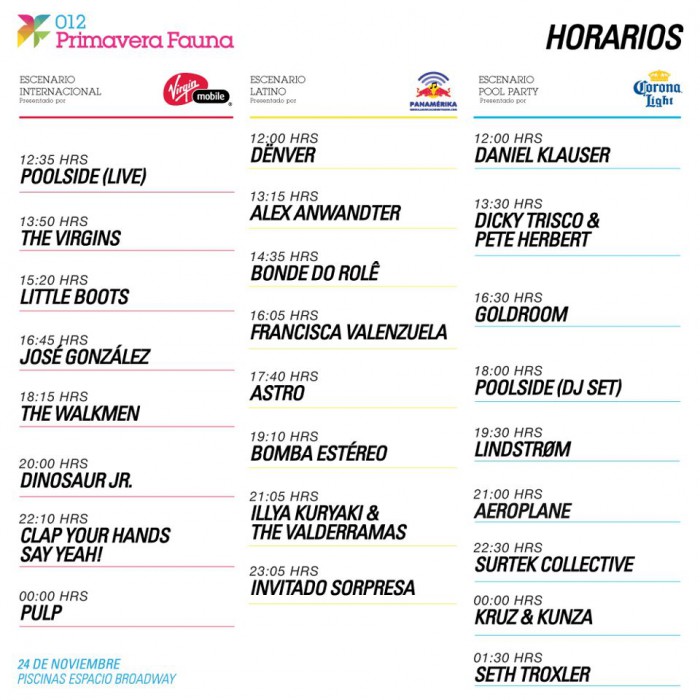 012
Primavera Fauna
HORARIOS
ESCENARIO
INTERNACIONAL
Presentado por
Virgin
mobile
12:35 HRS
POOLSIDE (LIVE)
13:50 HRS
THE VIRGINS
15:20 HRS
LITTLE BOOTS
16:45 HRS
JOSÉ GONZÁLEZ
18:15 HRS
THE WALKMEN
20:00 HRS
DINOSAUR JR.
22:10 HRS
CLAP YOUR HANDS
SAY YEAH!
00:00 HRS
PULP
ESCENARIO
LATINO
Presentado por
PANAMÉRIKA
12:00 HRS
DËNVER
13:15 HRS
ALEX ANWANDTER
14:35 HRS
BONDE DO ROLÊ
16:05 HRS
FRANCISCA VALENZUELA
17:40 HRS
ASTRO
19:10 HRS
BOMBA ESTÉREO
21:05 HRS
ILLYA KURYAKI &
THE VALDERRAMAS
23:05 HRS
INVITADO SORPRESA
ESCENARIO
POOL PARTY
Presentado por
Corona
Light
12:00 HRS
DANIEL KLAUSER
13:30 HRS
DICKY TRISCO &
PETE HERBERT
16:30 HRS
GOLDROOM
18:00 HRS
POOLSIDE (DJ SET)
19:30 HRS
LINDSTRØM
21:00 HRS
AEROPLANE
22:30 HRS
SURTEK COLLECTIVE
00:00 HRS
KRUZ & KUNZA
01:30 HRS
SETH TROXLER
24 DE NOVIEMBRE
PISCINAS ESPACIO BROADWAY